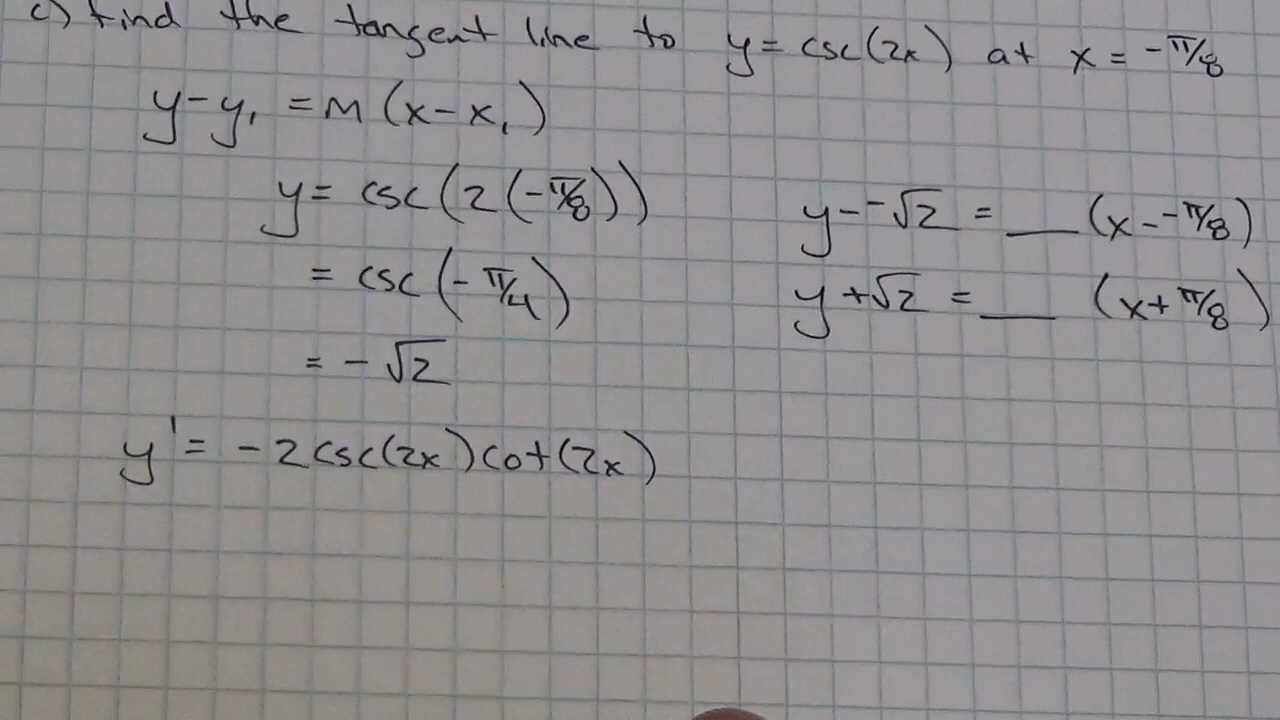 c) find the tangent line to y = csc(2x) at x = -π/8
y - y₁ = m (x - x₁)
y = csc(2(-π/8))
= csc(-π/4)
= -√2
y' = -2csc(2x)cot(2x)
y - -√2 = ___ (x - -π/8)
y + √2 = ___ (x + π/8)